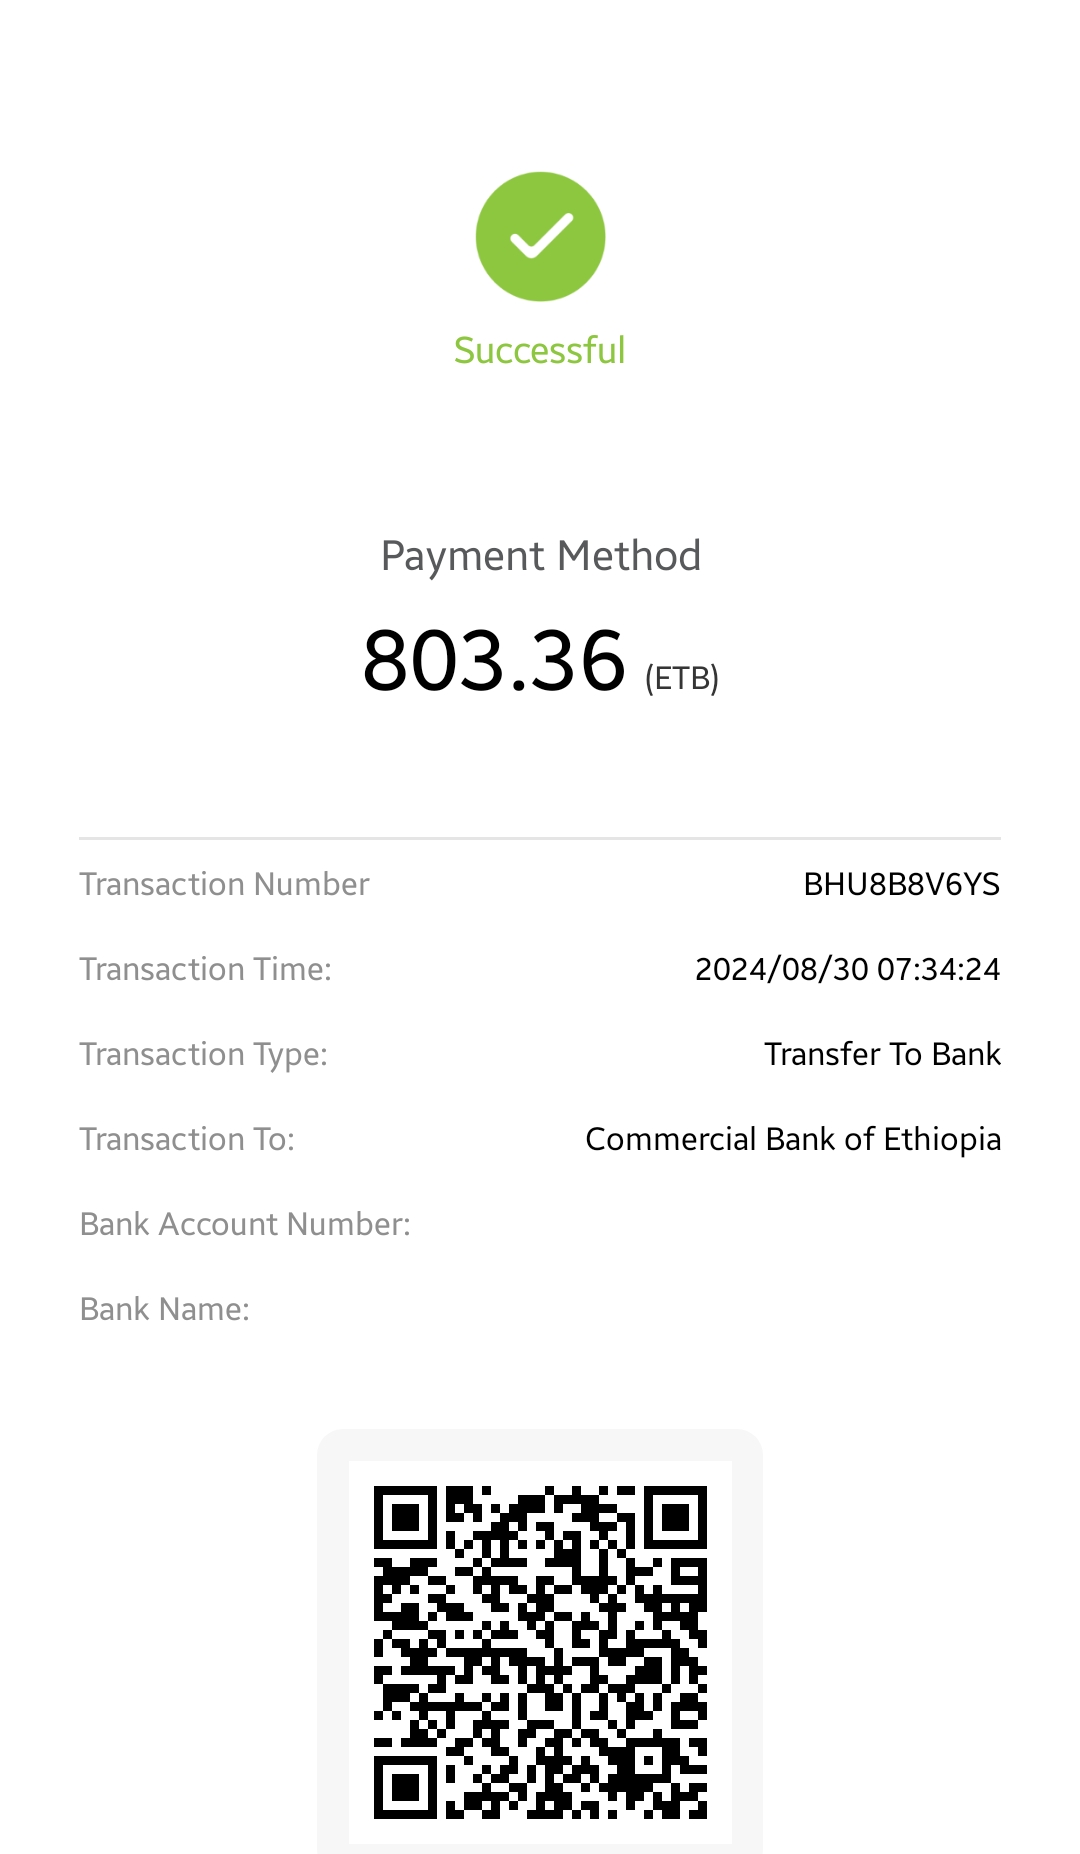 Successful
Payment Method
803.36 (ETB)
Transaction Number BHU8B8V6YS
Transaction Time: 2024/08/30 07:34:24
Transaction Type: Transfer To Bank
Transaction To: Commercial Bank of Ethiopia
Bank Account Number:
Bank Name: